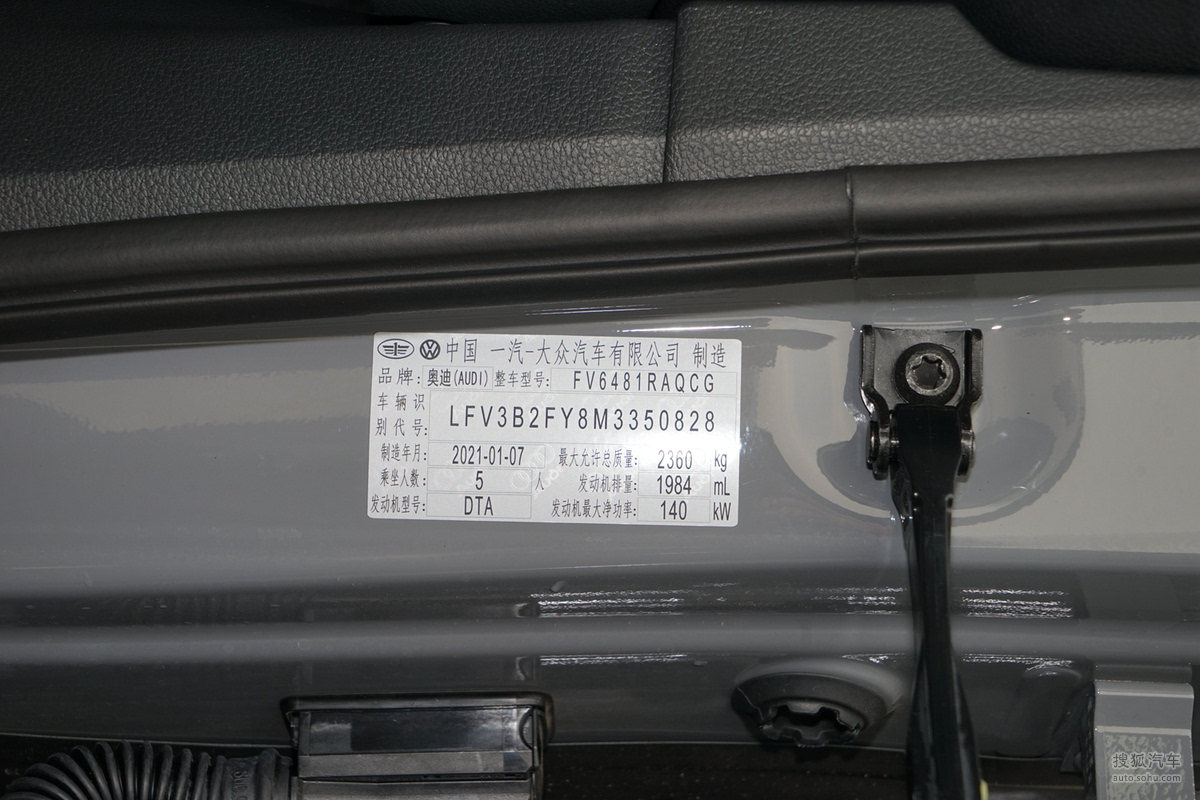 中国 一汽-大众汽车有限公司 制造
品牌: 奥迪(AUDI) 整车型号: FV6481RAQCG
车辆识别代号: LFV3B2FY8M3350828
制造年月: 2021-01-07 最大允许总质量: 2360 kg
乘坐人数: 5 人 发动机排量: 1984 mL
发动机型号: DTA 发动机最大净功率: 140 kW
搜狐汽车
auto.sohu.com